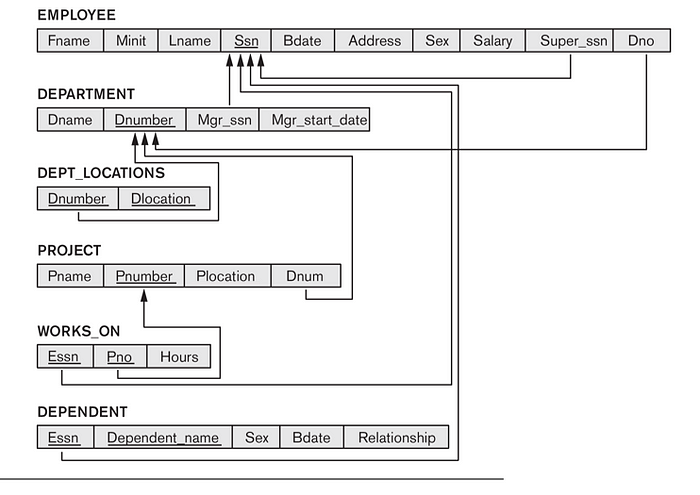 EMPLOYEE
Fname Minit Lname Ssn Bdate Address Sex Salary Super_ssn Dno
DEPARTMENT
Dname Dnumber Mgr_ssn Mgr_start_date
DEPT_LOCATIONS
Dnumber Dlocation
PROJECT
Pname Pnumber Plocation Dnum
WORKS_ON
Essn Pno Hours
DEPENDENT
Essn Dependent_name Sex Bdate Relationship